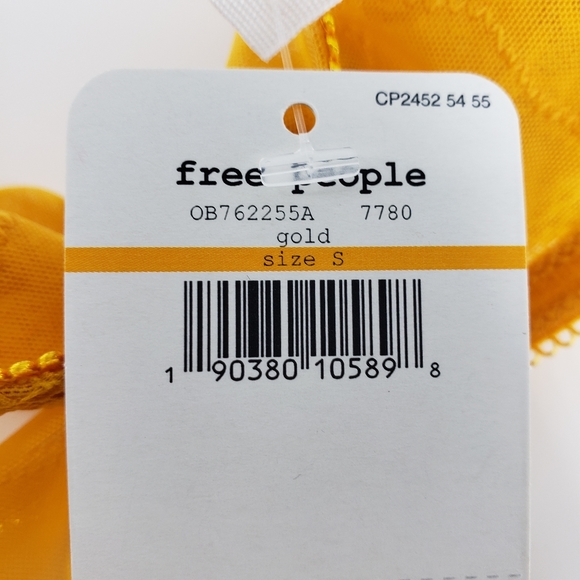 CP2452 54 55
free people
OB762255A 7780
gold
size S
1 90380 10589 8